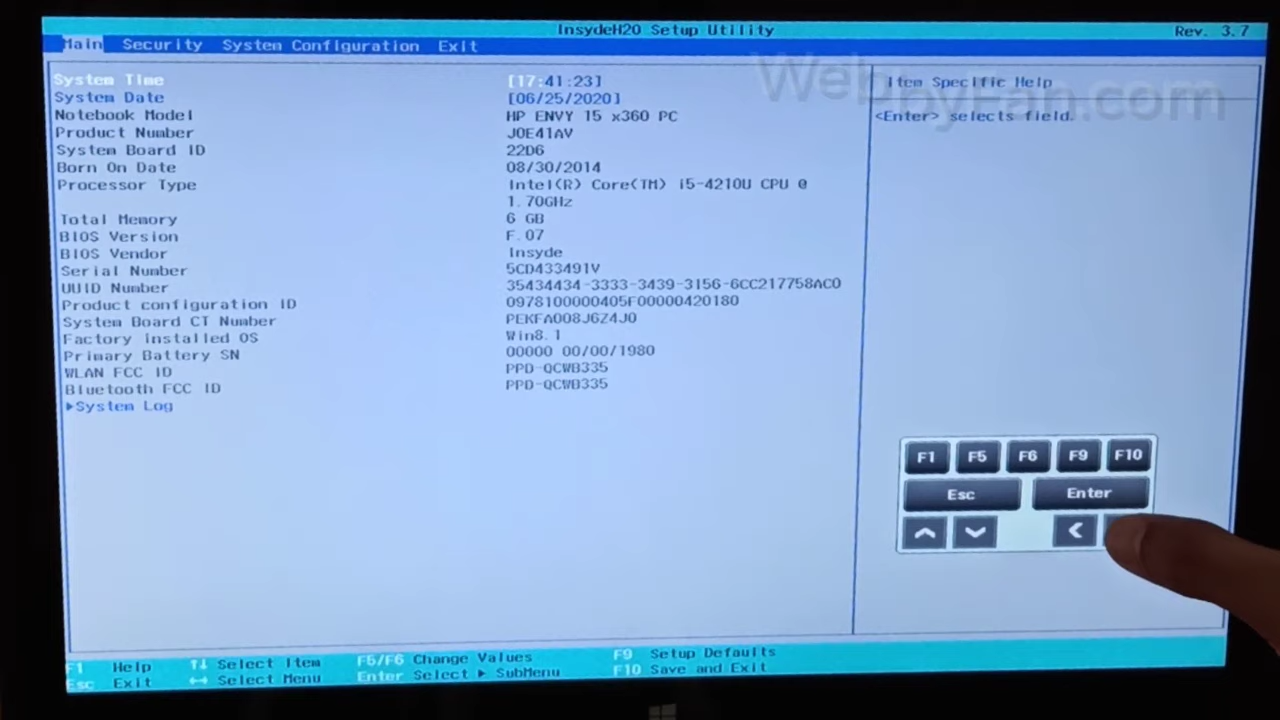 InsydeH20 Setup Utility Rev. 3.7
Main Security System Configuration Exit
WebbyFan.com
System Time [17:41:23]
System Date [06/25/2020]
Notebook Model HP ENVY 15 x360 PC
Product Number J0E41AV
System Board ID 22D6
Born On Date 08/30/2014
Processor Type Intel(R) Core(TM) i5-4210U CPU @
1.70GHz
Total Memory 6 GB
BIOS Version F.07
BIOS Vendor Insyde
Serial Number 5CD433491V
UUID Number 35434434-3333-3439-3156-6CC217758AC0
Product configuration ID 0978100000405F00000420180
System Board CT Number PEKFA008J6Z4J0
Factory installed OS Win8.1
Primary Battery SN 00000 00/00/1980
WLAN FCC ID PPD-QCWB335
Bluetooth FCC ID PPD-QCWB335
▶System Log
Item Specific Help
<Enter> selects field.
F1 F5 F6 F9 F10
Esc Enter
F1 Help ↑↓ Select Item F5/F6 Change Values F9 Setup Defaults
Esc Exit ↔ Select Menu Enter Select ▶ SubMenu F10 Save and Exit